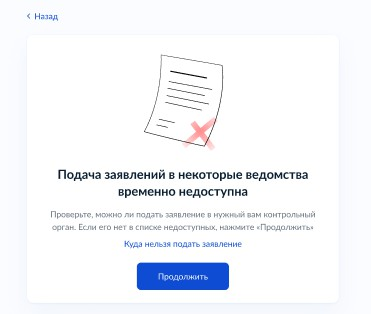 Назад
Подача заявлений в некоторые ведомства
временно недоступна
Проверьте, можно ли подать заявление в нужный вам контрольный
орган. Если его нет в списке недоступных, нажмите «Продолжить»
Куда нельзя подать заявление
Продолжить